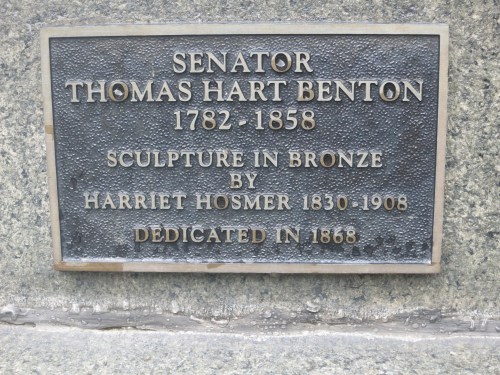 SENATOR
THOMAS HART BENTON
1782 - 1858
SCULPTURE IN BRONZE
BY
HARRIET HOSMER 1830-1908
DEDICATED IN 1868